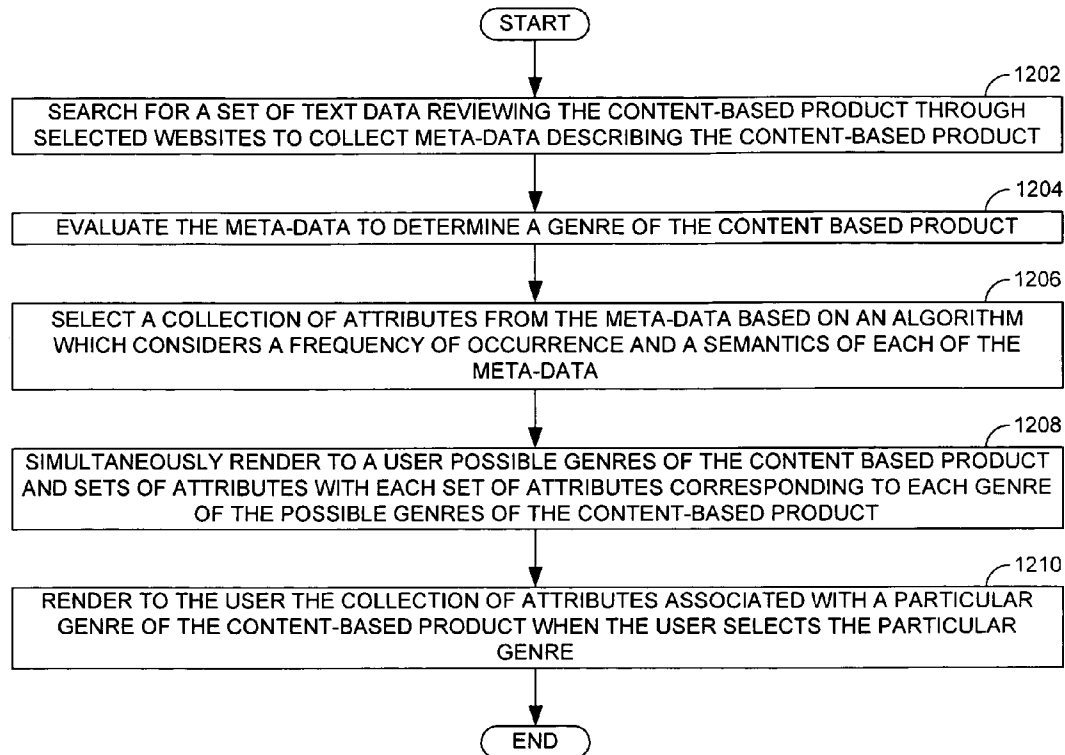 START
1202
SEARCH FOR A SET OF TEXT DATA REVIEWING THE CONTENT-BASED PRODUCT THROUGH
SELECTED WEBSITES TO COLLECT META-DATA DESCRIBING THE CONTENT-BASED PRODUCT
1204
EVALUATE THE META-DATA TO DETERMINE A GENRE OF THE CONTENT BASED PRODUCT
1206
SELECT A COLLECTION OF ATTRIBUTES FROM THE META-DATA BASED ON AN ALGORITHM
WHICH CONSIDERS A FREQUENCY OF OCCURRENCE AND A SEMANTICS OF EACH OF THE
META-DATA
1208
SIMULTANEOUSLY RENDER TO A USER POSSIBLE GENRES OF THE CONTENT BASED PRODUCT
AND SETS OF ATTRIBUTES WITH EACH SET OF ATTRIBUTES CORRESPONDING TO EACH GENRE
OF THE POSSIBLE GENRES OF THE CONTENT-BASED PRODUCT
1210
RENDER TO THE USER THE COLLECTION OF ATTRIBUTES ASSOCIATED WITH A PARTICULAR
GENRE OF THE CONTENT-BASED PRODUCT WHEN THE USER SELECTS THE PARTICULAR
GENRE
END